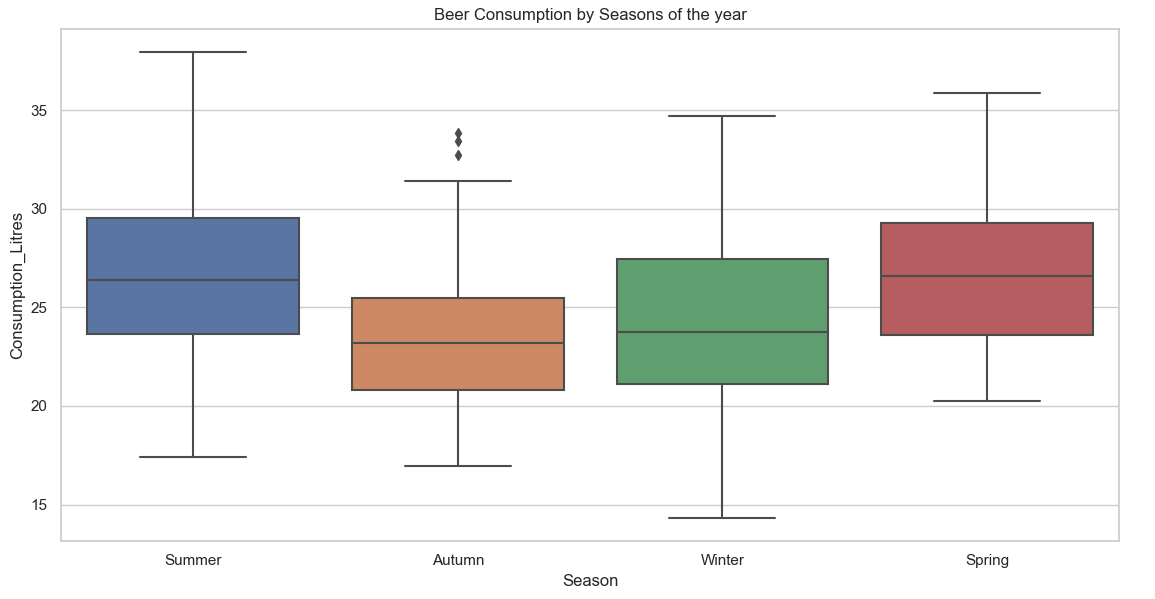 Beer Consumption by Seasons of the year
Consumption_Litres
35
30
25
20
15
Summer Autumn Winter Spring
Season